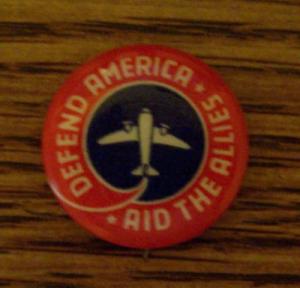 DEFEND AMERICA
AID THE ALLIES